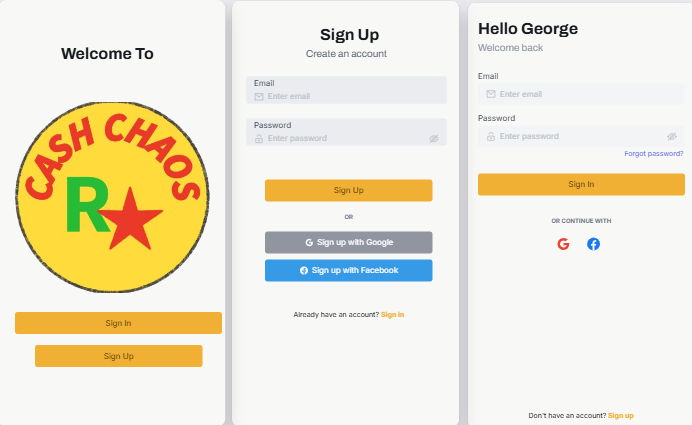 Welcome To
CASH CHAOS
R
Sign In
Sign Up
Sign Up
Create an account
Email
Enter email
Password
Enter password
Sign Up
OR
Sign up with Google
Sign up with Facebook
Already have an account? Sign in
Hello George
Welcome back
Email
Enter email
Password
Enter password
Forgot password?
Sign In
OR CONTINUE WITH
Don't have an account? Sign up